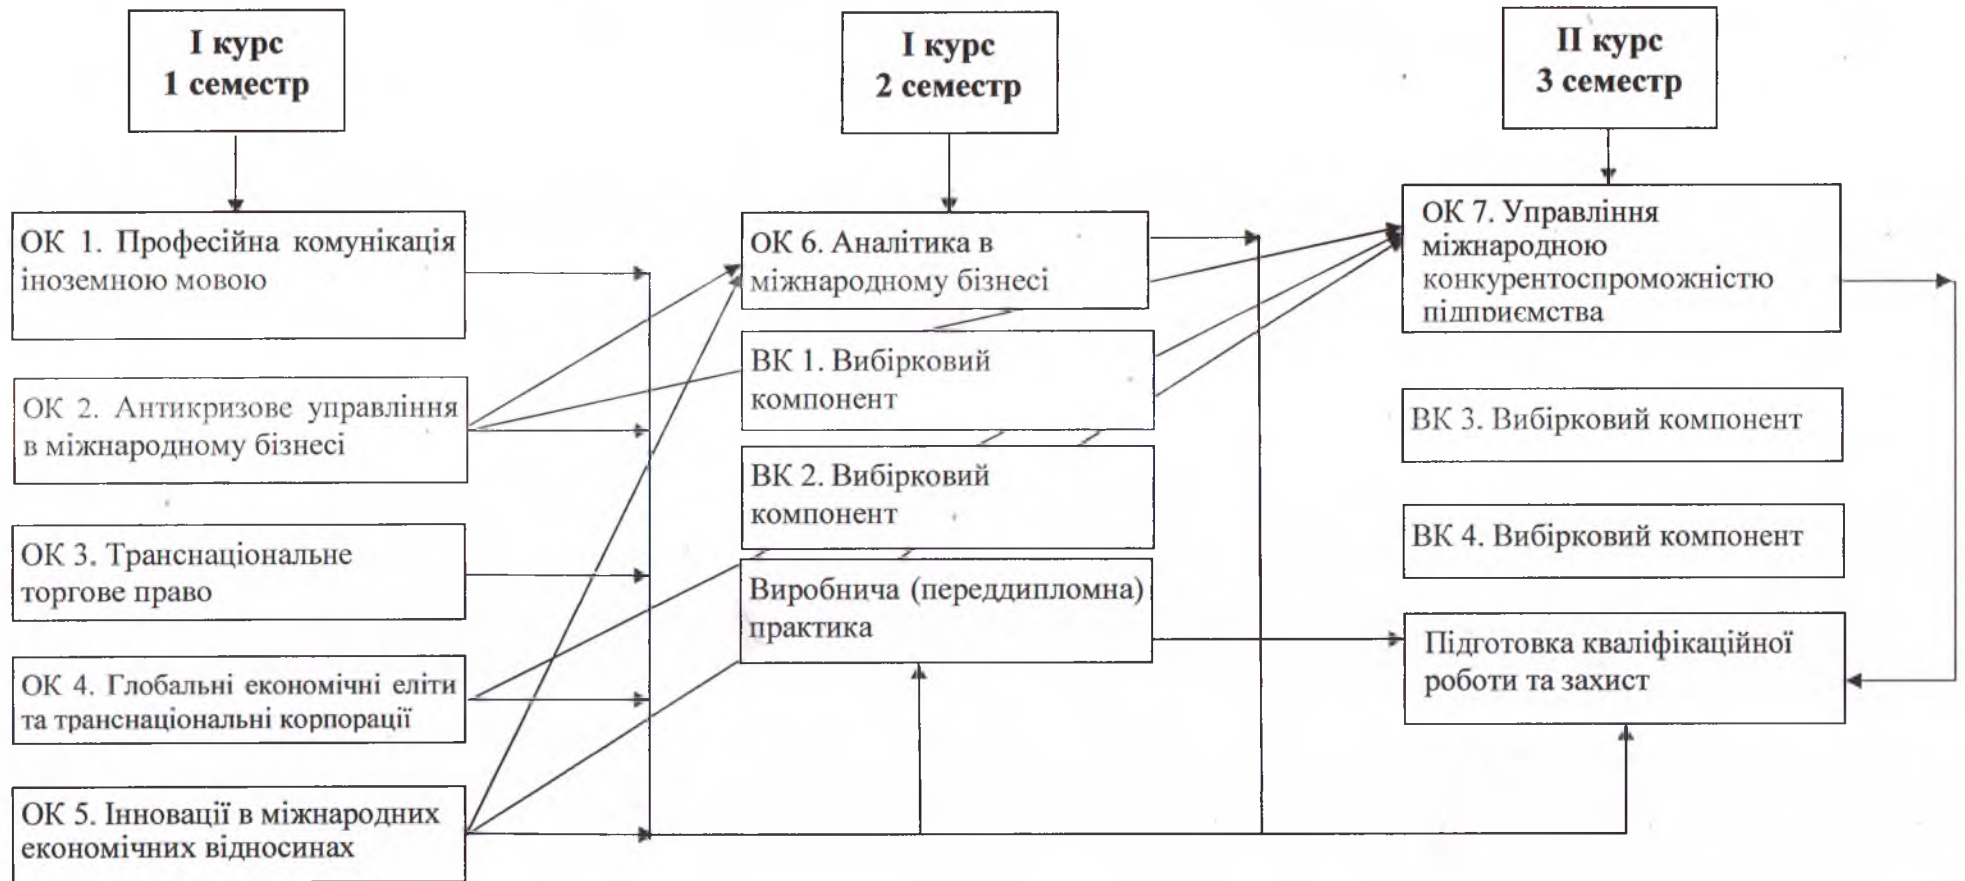 І курс
1 семестр
ОК 1. Професійна комунікація
іноземною мовою
ОК 2. Антикризове управління
в міжнародному бізнесі
ОК 3. Транснаціональне
торгове право
ОК 4. Глобальні економічні еліти
та транснаціональні корпорації
ОК 5. Інновації в міжнародних
економічних відносинах
І курс
2 семестр
ОК 6. Аналітика в
міжнародному бізнесі
ВК 1. Вибірковий
компонент
ВК 2. Вибірковий
компонент
Виробнича (переддипломна)
практика
ІІ курс
3 семестр
ОК 7. Управління
міжнародною
конкурентоспроможністю
підприємства
ВК 3. Вибірковий компонент
ВК 4. Вибірковий компонент
Підготовка кваліфікаційної
роботи та захист